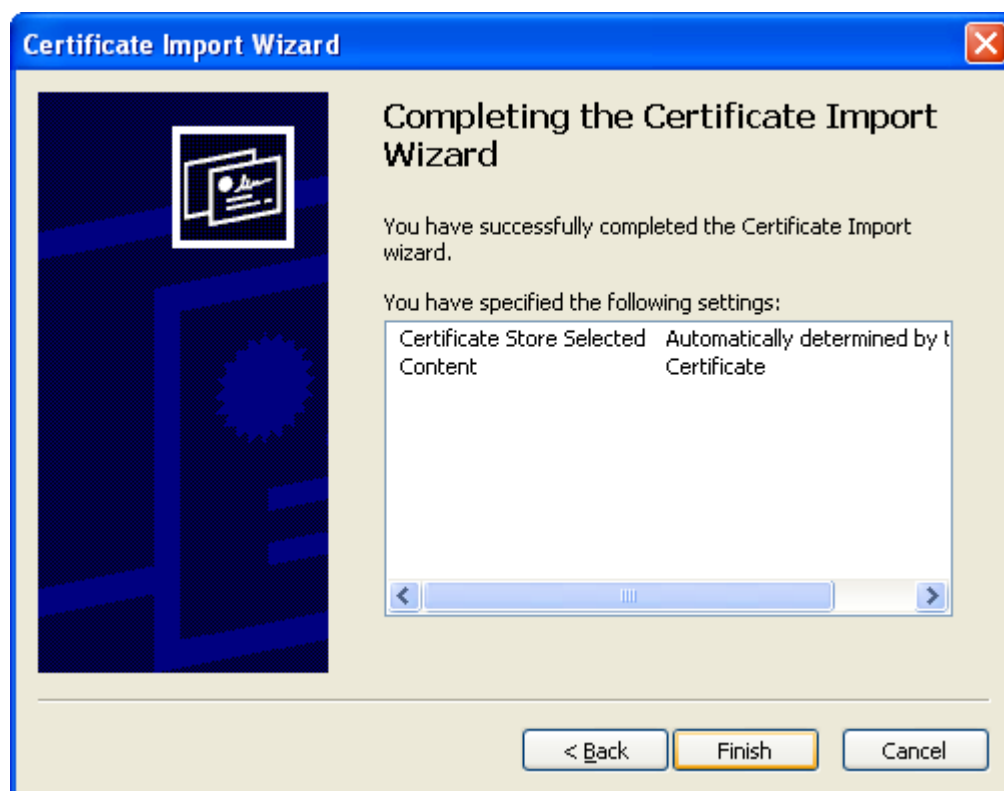 Certificate Import Wizard
Completing the Certificate Import
Wizard
You have successfully completed the Certificate Import
wizard.
You have specified the following settings:
Certificate Store Selected Automatically determined by t
Content Certificate
< Back
Finish
Cancel